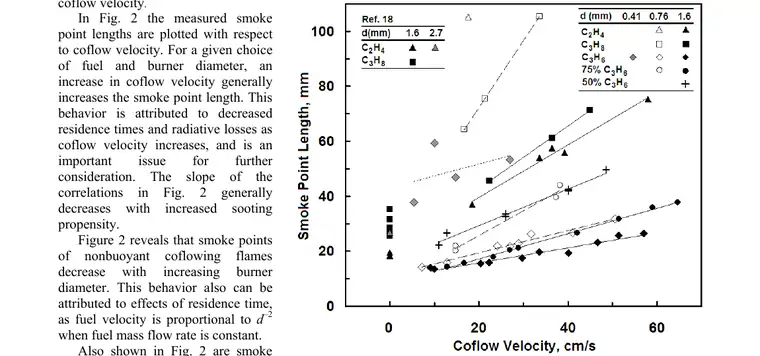 coflow velocity.
In Fig. 2 the measured smoke
point lengths are plotted with respect
to coflow velocity. For a given choice
of fuel and burner diameter, an
increase in coflow velocity generally
increases the smoke point length. This
behavior is attributed to decreased
residence times and radiative losses as
coflow velocity increases, and is an
important issue for further
consideration. The slope of the
correlations in Fig. 2 generally
decreases with increased sooting
propensity.
Figure 2 reveals that smoke points
of nonbuoyant coflowing flames
decrease with increasing burner
diameter. This behavior also can be
attributed to effects of residence time,
as fuel velocity is proportional to d⁻²
when fuel mass flow rate is constant.
Also shown in Fig. 2 are smoke
Smoke Point Length, mm
100
80
60
40
20
0
Ref. 18
d(mm) 1.6 2.7
C₂H₄
C₃H₈
d (mm) 0.41 0.76 1.6
C₂H₄
C₃H₈
C₃H₆
75% C₃H₆
50% C₃H₆
0 20 40 60
Coflow Velocity, cm/s